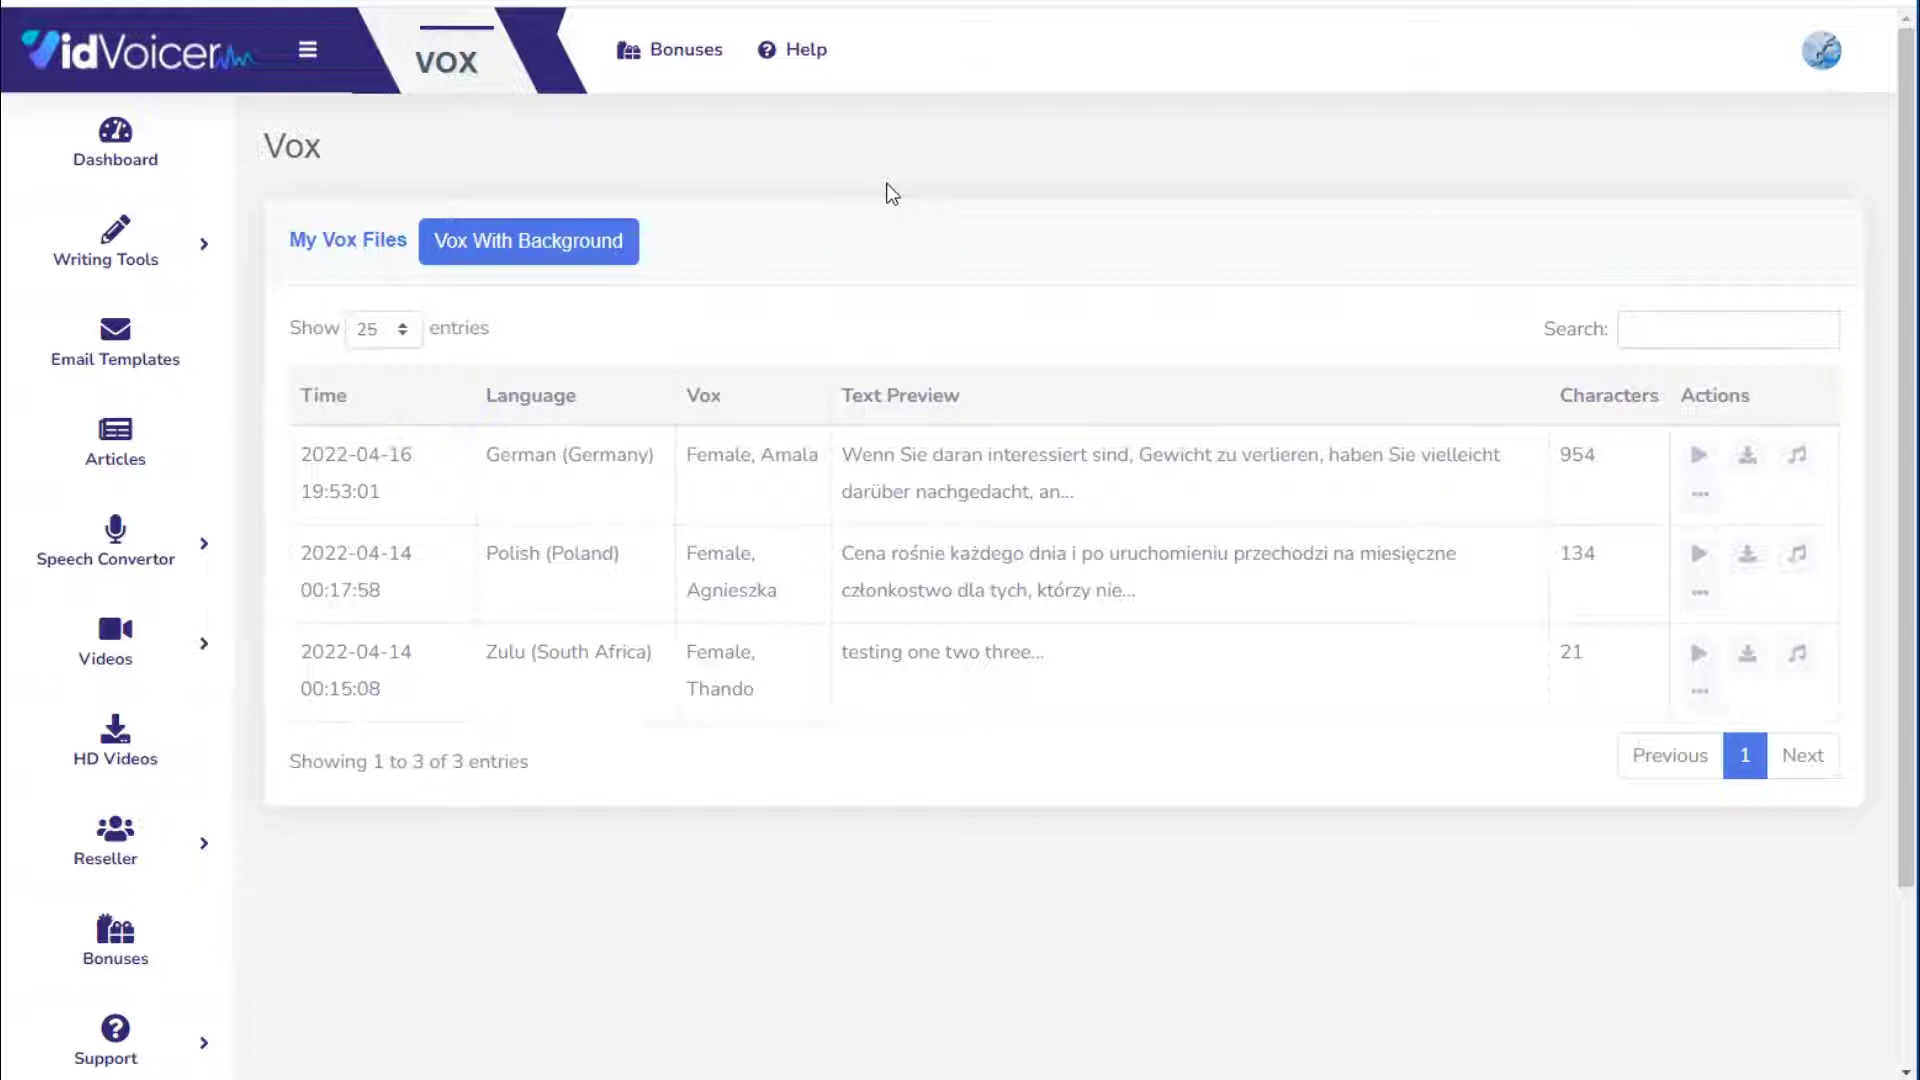 VidVoicer
VOX
Bonuses
Help
Dashboard
Writing Tools
Email Templates
Articles
Speech Convertor
Videos
HD Videos
Reseller
Bonuses
Support
Vox
My Vox Files Vox With Background
Show 25 entries
Search:
Time Language Vox Text Preview Characters Actions
2022-04-16 German (Germany) Female, Amala Wenn Sie daran interessiert sind, Gewicht zu verlieren, haben Sie vielleicht 954
19:53:01 darüber nachgedacht, an...
2022-04-14 Polish (Poland) Female, Cena rośnie każdego dnia i po uruchomieniu przechodzi na miesięczne 134
00:17:58 Agnieszka członkostwo dla tych, którzy nie...
2022-04-14 Zulu (South Africa) Female, testing one two three... 21
00:15:08 Thando
Showing 1 to 3 of 3 entries
Previous 1 Next